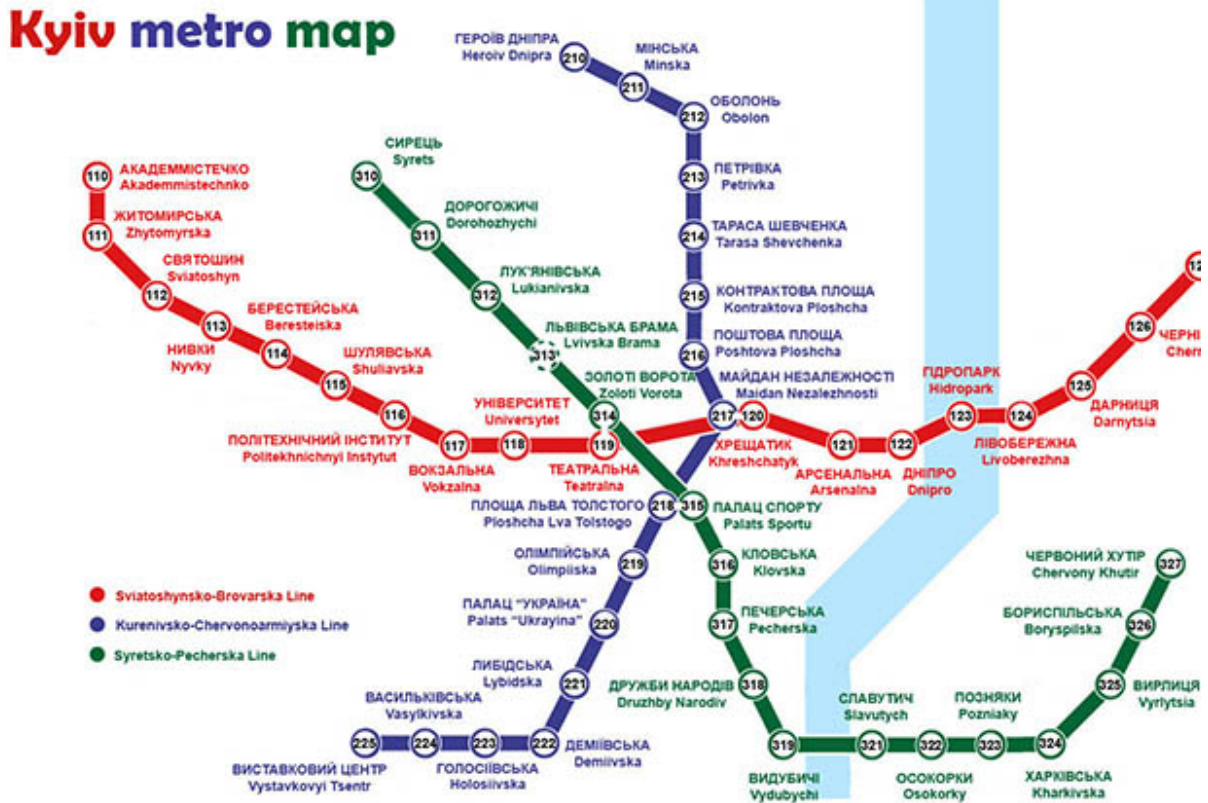 Kyiv metro map
ГЕРОЇВ ДНІПРА
Heroiv Dnipra
210
МІНСЬКА
Minska
211
ОБОЛОНЬ
Obolon
212
ПЕТРІВКА
Petrivka
213
ТАРАСА ШЕВЧЕНКА
Tarasa Shevchenka
214
КОНТРАКТОВА ПЛОЩА
Kontraktova Ploshcha
215
ПОШТОВА ПЛОЩА
Poshtova Ploshcha
216
МАЙДАН НЕЗАЛЕЖНОСТІ
Maidan Nezalezhnosti
217
ПЛОЩА ЛЬВА ТОЛСТОГО
Ploshcha Lva Tolstogo
218
ОЛІМПІЙСЬКА
Olimpiiska
219
ПАЛАЦ “УКРАЇНА”
Palats “Ukrayina”
220
ЛИБІДСЬКА
Lybidska
221
ДЕМІЇВСЬКА
Demiivska
222
ГОЛОСІЇВСЬКА
Holosiivska
223
ВАСИЛЬКІВСЬКА
Vasylkivska
224
ВИСТАВКОВИЙ ЦЕНТР
Vystavkovyi Tsentr
225
АКАДЕММІСТЕЧКО
Akademmistechnko
110
ЖИТОМИРСЬКА
Zhytomyrska
111
СВЯТОШИН
Sviatoshyn
112
НИВКИ
Nyvky
113
БЕРЕСТЕЙСЬКА
Beresteiska
114
ШУЛЯВСЬКА
Shuliavska
115
ПОЛІТЕХНІЧНИЙ ІНСТИТУТ
Politekhnichnyi Instytut
116
ВОКЗАЛЬНА
Vokzalna
117
УНІВЕРСИТЕТ
Universytet
118
ТЕАТРАЛЬНА
Teatralna
119
ХРЕЩАТИК
Khreshchatyk
120
АРСЕНАЛЬНА
Arsenalna
121
ДНІПРО
Dnipro
122
ГІДРОПАРК
Hidropark
123
ЛІВОБЕРЕЖНА
Livoberezhna
124
ДАРНИЦЯ
Darnytsia
125
ЧЕРНІ
Chern
126
12
СИРЕЦЬ
Syrets
310
ДОРОГОЖИЧІ
Dorohozhychi
311
ЛУК'ЯНІВСЬКА
Lukianivska
312
ЛЬВІВСЬКА БРАМА
Lvivska Brama
313
ЗОЛОТІ ВОРОТА
Zoloti Vorota
314
ПАЛАЦ СПОРТУ
Palats Sportu
315
КЛОВСЬКА
Klovska
316
ПЕЧЕРСЬКА
Pecherska
317
ДРУЖБИ НАРОДІВ
Druzhby Narodiv
318
ВИДУБИЧІ
Vydubychi
319
СЛАВУТИЧ
Slavutych
321
ОСОКОРКИ
Osokorky
322
ПОЗНЯКИ
Pozniaky
323
ХАРКІВСЬКА
Kharkivska
324
ВИРЛИЦЯ
Vyrlytsia
325
БОРИСПІЛЬСЬКА
Boryspilska
326
ЧЕРВОНИЙ ХУТІР
Chervony Khutir
327
Sviatoshynsko-Brovarska Line
Kurenivsko-Chervonoarmiyska Line
Syretsko-Pecherska Line